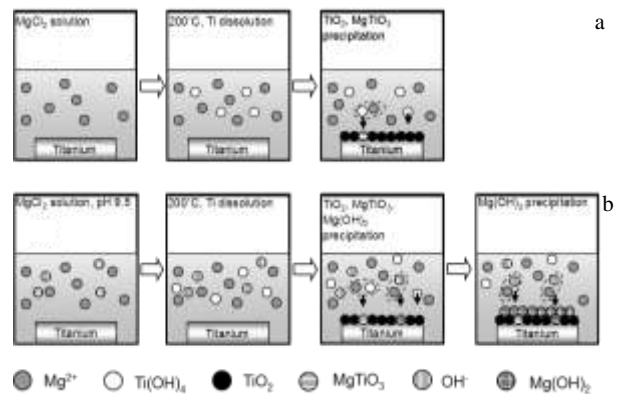 MgCl₂ solution
200°C, Ti dissolution
TiO₂, MgTiO₃
precipitation
a
Titanium
Titanium
Titanium
MgCl₂ solution, pH 9.5
200°C, Ti dissolution
TiO₂, MgTiO₃,
Mg(OH)₂
precipitation
Mg(OH)₂ precipitation
b
Titanium
Titanium
Titanium
Titanium
Mg²⁺ Ti(OH)₄ TiO₂ MgTiO₃ OH⁻ Mg(OH)₂